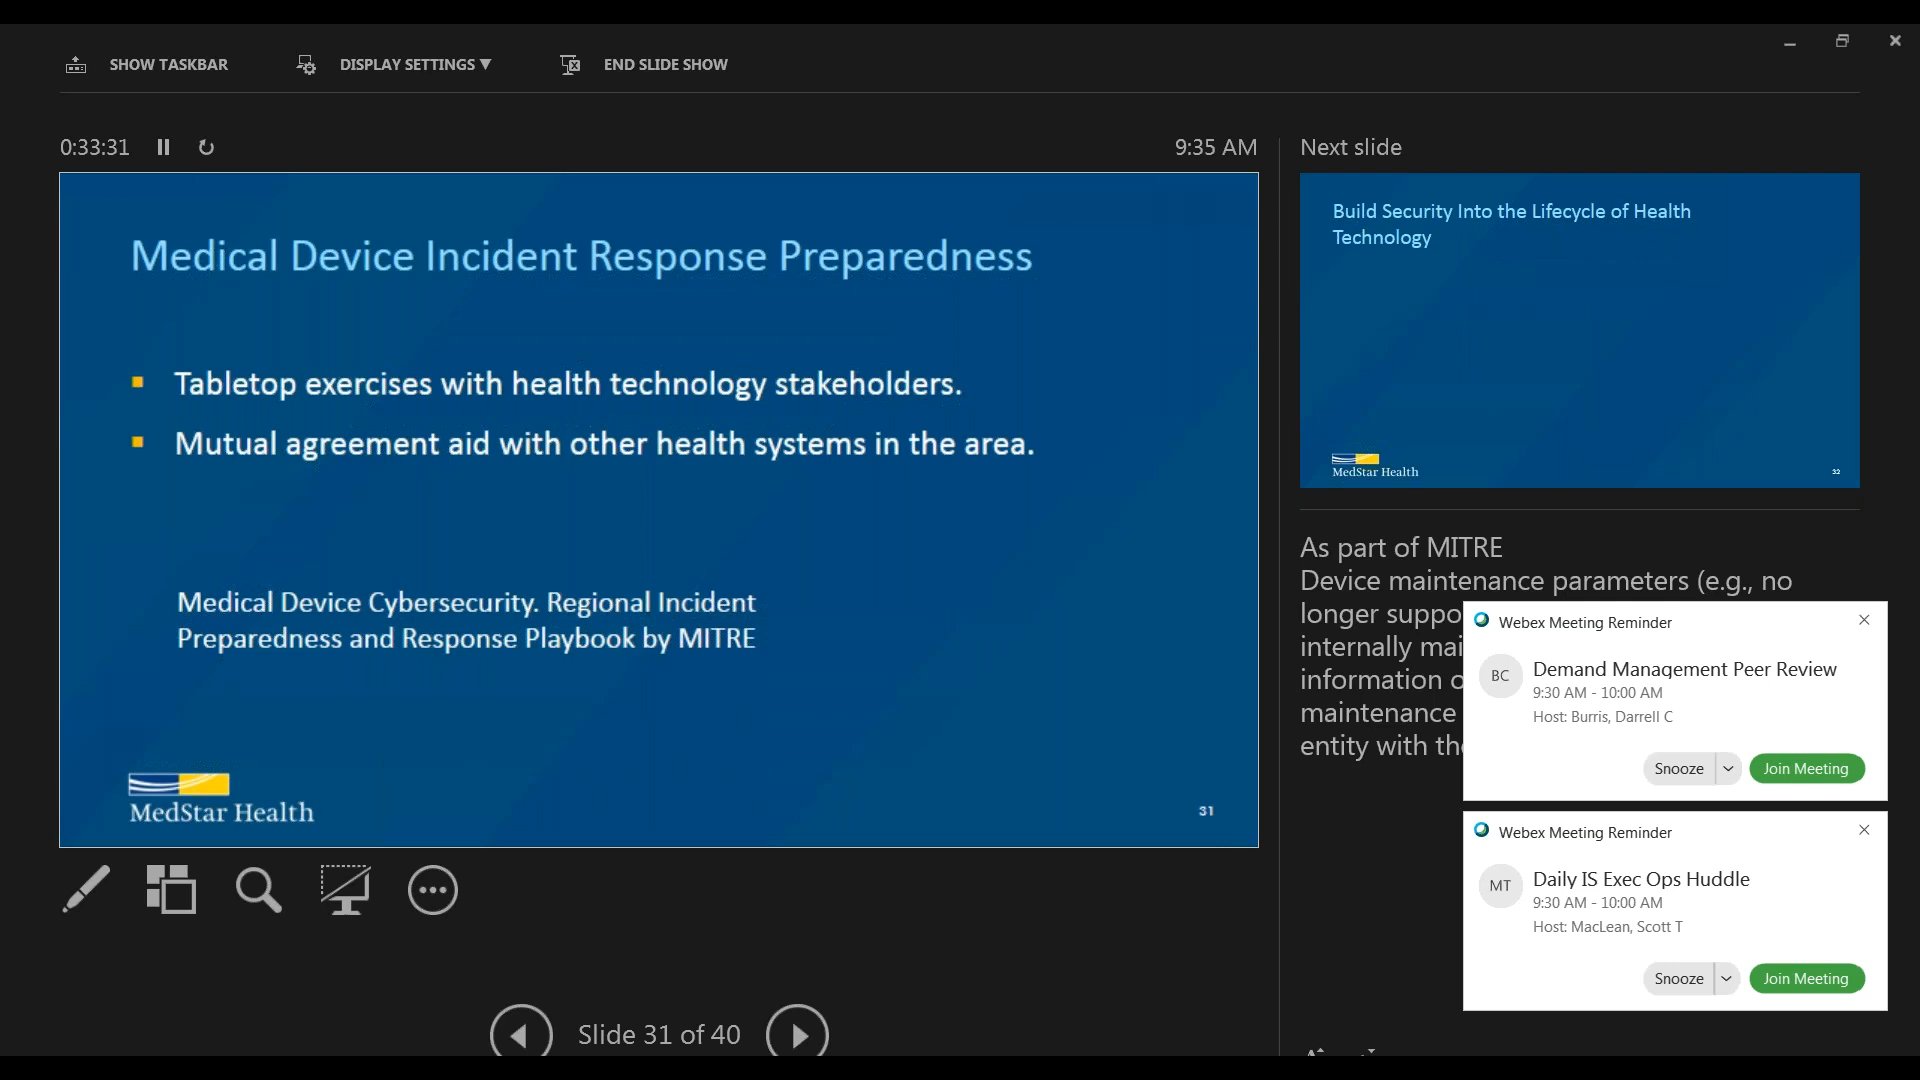 SHOW TASKBAR
DISPLAY SETTINGS ▼
END SLIDE SHOW
0:33:31
9:35 AM
Medical Device Incident Response Preparedness
Tabletop exercises with health technology stakeholders.
Mutual agreement aid with other health systems in the area.
Medical Device Cybersecurity. Regional Incident
Preparedness and Response Playbook by MITRE
MedStar Health
31
Slide 31 of 40
Next slide
Build Security Into the Lifecycle of Health
Technology
MedStar Health
32
As part of MITRE
Device maintenance parameters (e.g., no
longer
internally
information
maintenance
entity with
Webex Meeting Reminder
BC
Demand Management Peer Review
9:30 AM - 10:00 AM
Host: Burris, Darrell C
Snooze
Join Meeting
Webex Meeting Reminder
MT
Daily IS Exec Ops Huddle
9:30 AM - 10:00 AM
Host: MacLean, Scott T
Snooze
Join Meeting